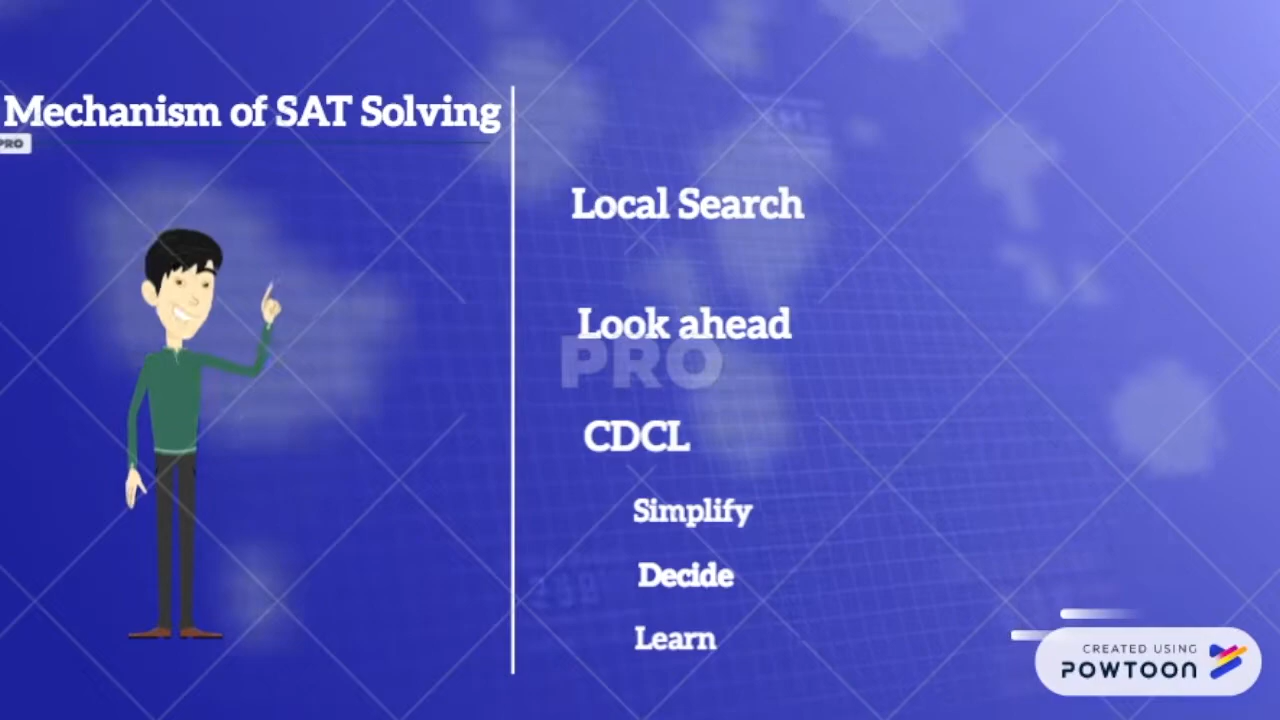 Mechanism of SAT Solving
PRO
Local Search
Look ahead
PRO
CDCL
Simplify
Decide
Learn
CREATED USING
POWTOON